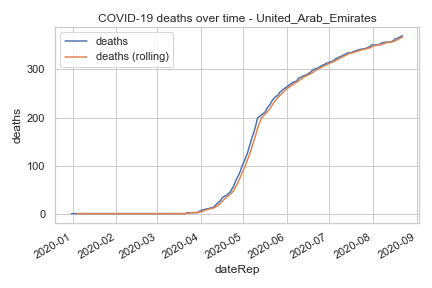 COVID-19 deaths over time - United_Arab_Emirates
deaths
deaths (rolling)
300
200
100
0
deaths
2020-01
2020-02
2020-03
2020-04
2020-05
2020-06
2020-07
2020-08
2020-09
dateRep